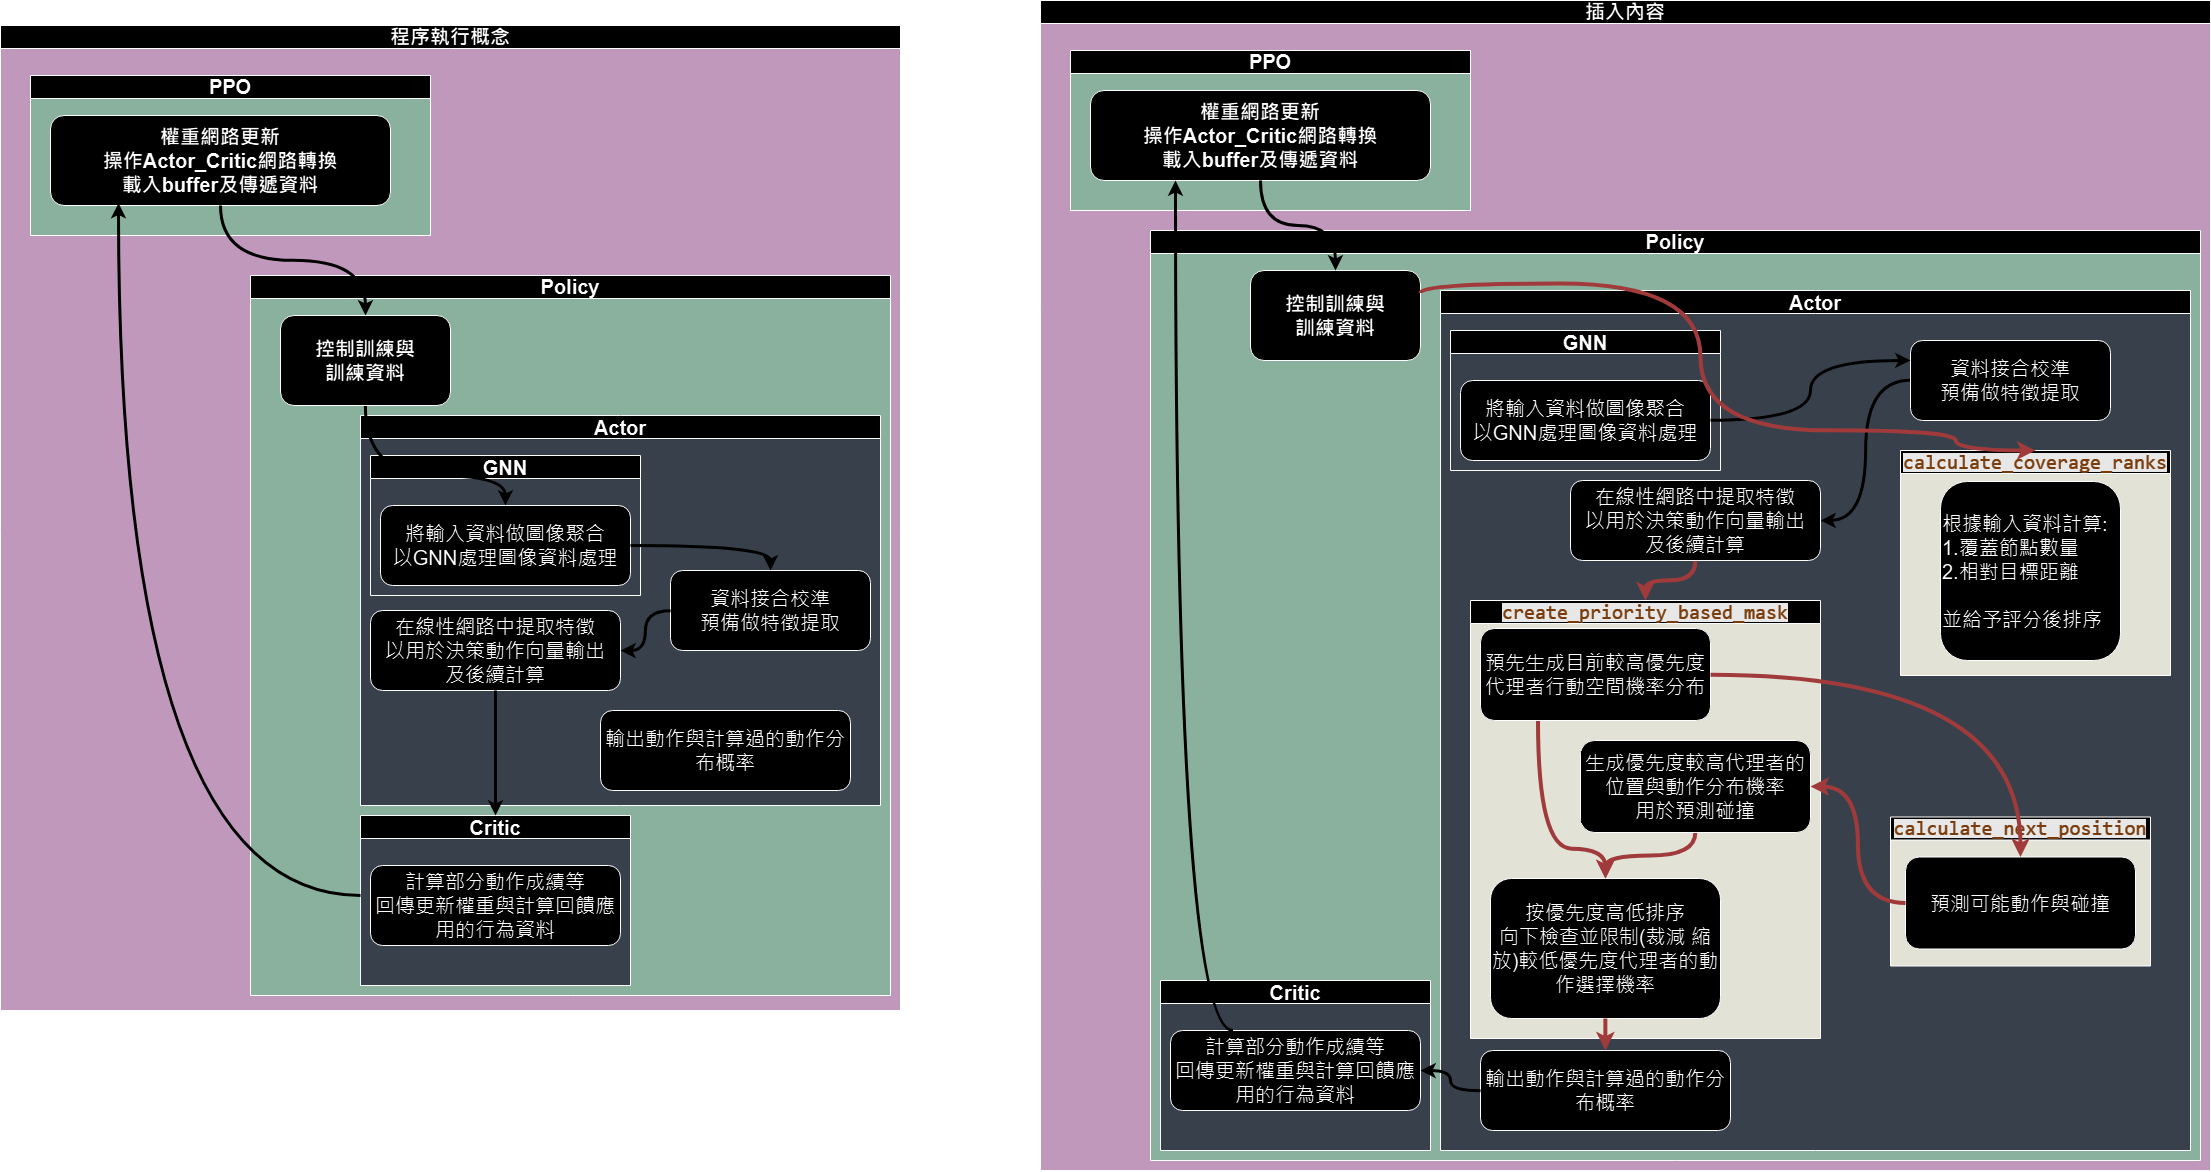 程序執行概念
PPO
權重網路更新
操作Actor_Critic網路轉換
載入buffer及傳遞資料
Policy
控制訓練與
訓練資料
Actor
GNN
將輸入資料做圖像聚合
以GNN處理圖像資料處理
資料接合校準
預備做特徵提取
在線性網路中提取特徵
以用於決策動作向量輸出
及後續計算
輸出動作與計算過的動作分
布概率
Critic
計算部分動作成績等
回傳更新權重與計算回饋應
用的行為資料
插入內容
PPO
權重網路更新
操作Actor_Critic網路轉換
載入buffer及傳遞資料
Policy
控制訓練與
訓練資料
Actor
GNN
將輸入資料做圖像聚合
以GNN處理圖像資料處理
資料接合校準
預備做特徵提取
在線性網路中提取特徵
以用於決策動作向量輸出
及後續計算
calculate_coverage_ranks
根據輸入資料計算:
1.覆蓋節點數量
2.相對目標距離
並給予評分後排序
create_priority_based_mask
預先生成目前較高優先度
代理者行動空間機率分布
生成優先度較高代理者的
位置與動作分布機率
用於預測碰撞
calculate_next_position
預測可能動作與碰撞
按優先度高低排序
向下檢查並限制(裁減 縮
放)較低優先度代理者的動
作選擇機率
輸出動作與計算過的動作分
布概率
Critic
計算部分動作成績等
回傳更新權重與計算回饋應
用的行為資料